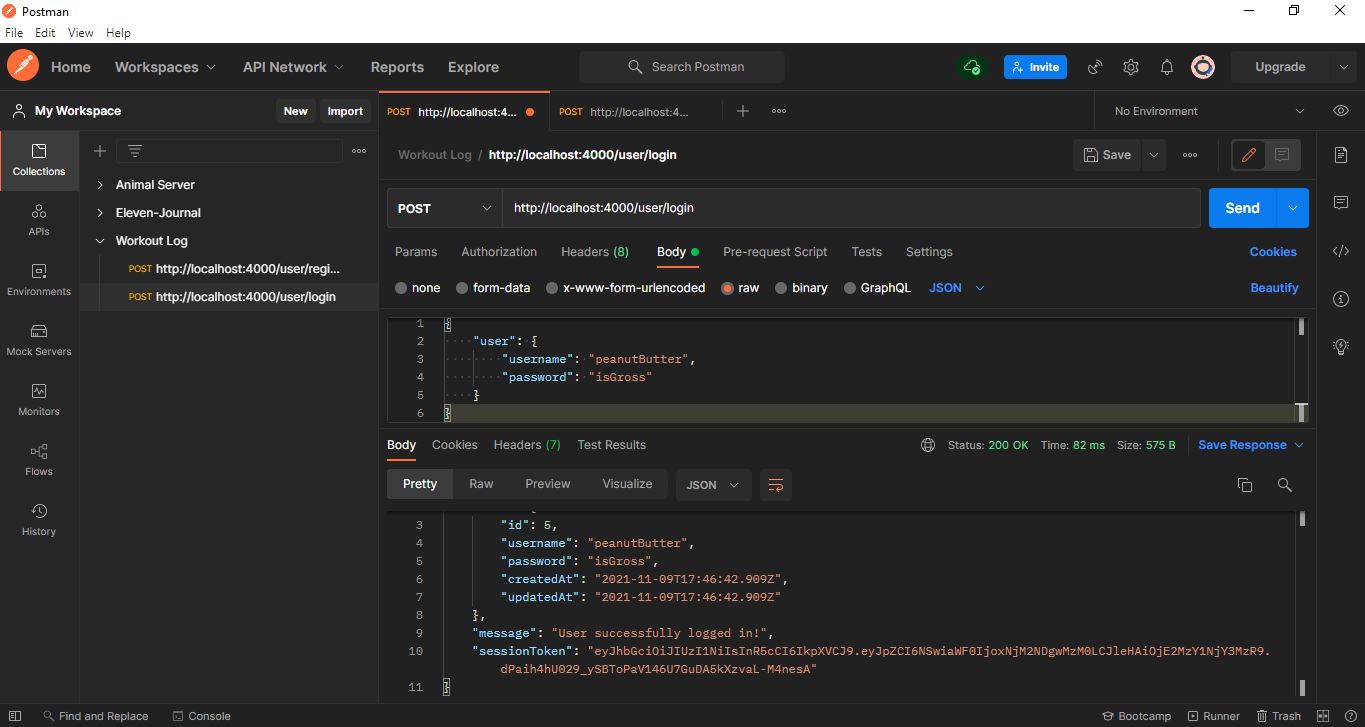 Postman
File Edit View Help
Home Workspaces API Network Reports Explore Search Postman Invite Upgrade
My Workspace New Import POST http://localhost:4... POST http://localhost:4... No Environment
Collections
APIs
Environments
Mock Servers
Monitors
Flows
History
Animal Server
Eleven-Journal
Workout Log
POST http://localhost:4000/user/regi...
POST http://localhost:4000/user/login
Workout Log / http://localhost:4000/user/login Save
POST http://localhost:4000/user/login Send
Params Authorization Headers (8) Body Pre-request Script Tests Settings Cookies
none form-data x-www-form-urlencoded raw binary GraphQL JSON Beautify
1 {
2 "user": {
3 "username": "peanutButter",
4 "password": "isGross"
5 }
6 }
Body Cookies Headers (7) Test Results Status: 200 OK Time: 82 ms Size: 575 B Save Response
Pretty Raw Preview Visualize JSON
3 "id": 5,
4 "username": "peanutButter",
5 "password": "isGross",
6 "createdAt": "2021-11-09T17:46:42.909Z",
7 "updatedAt": "2021-11-09T17:46:42.909Z"
8 },
9 "message": "User successfully logged in!",
10 "sessionToken": "eyJhbGciOiJIUzI1NiIsInR5cCI6IkpXVCJ9.eyJpZCI6NSwiaWF0IjoxNjM2NDgwMzM0LCJleHAiOjE2MzY1NjY3MzR9.
dPaih4hU029_ySBToPaV146U7GuDA5kXzvaL-M4nesA"
11 }
Find and Replace Console Bootcamp Runner Trash